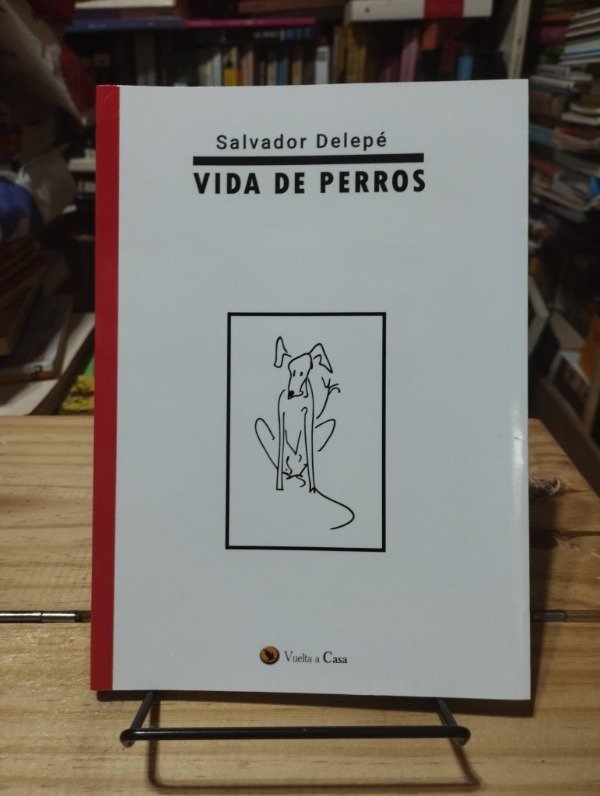 Salvador Delepé
VIDA DE PERROS
Vuelta a Casa